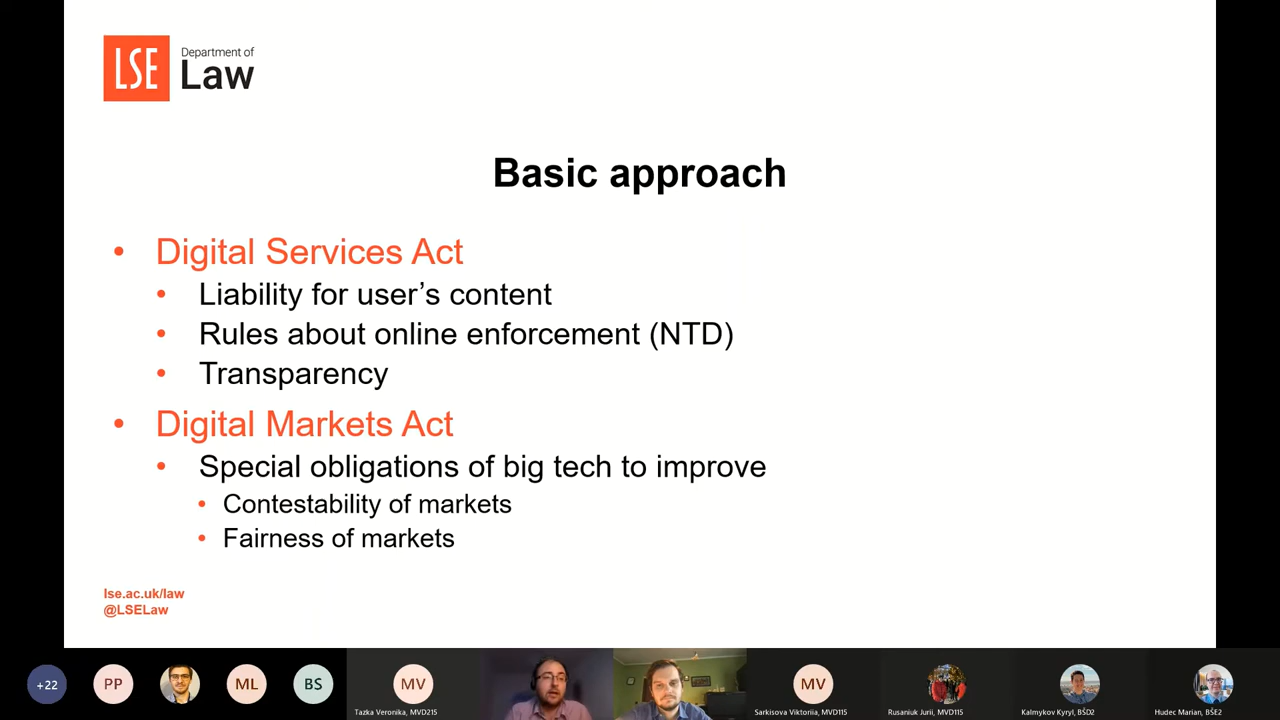 LSE
Department of
Law
Basic approach
• Digital Services Act
• Liability for user’s content
• Rules about online enforcement (NTD)
• Transparency
• Digital Markets Act
• Special obligations of big tech to improve
• Contestability of markets
• Fairness of markets
lse.ac.uk/law
@LSELaw
+22
PP
ML
BS
MV
Tazka Veronika, MVD215
MV
Sarkisova Viktoriia, MVD115
Rusaniuk Jurii, MVD115
Kalmykov Kyryl, BŠD2
Hudec Marian, BŠE2